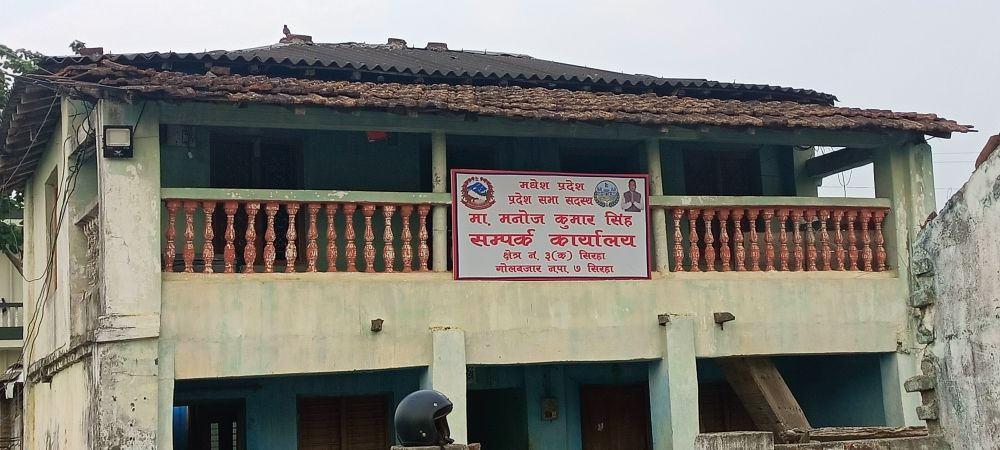 मधेश प्रदेश
प्रदेश सभा सदस्य
मा. मनोज कुमार सिंह
सम्पर्क कार्यालय
क्षेत्र नं. ३(क) सिरहा
गोलबजार नपा. ७ सिरहा